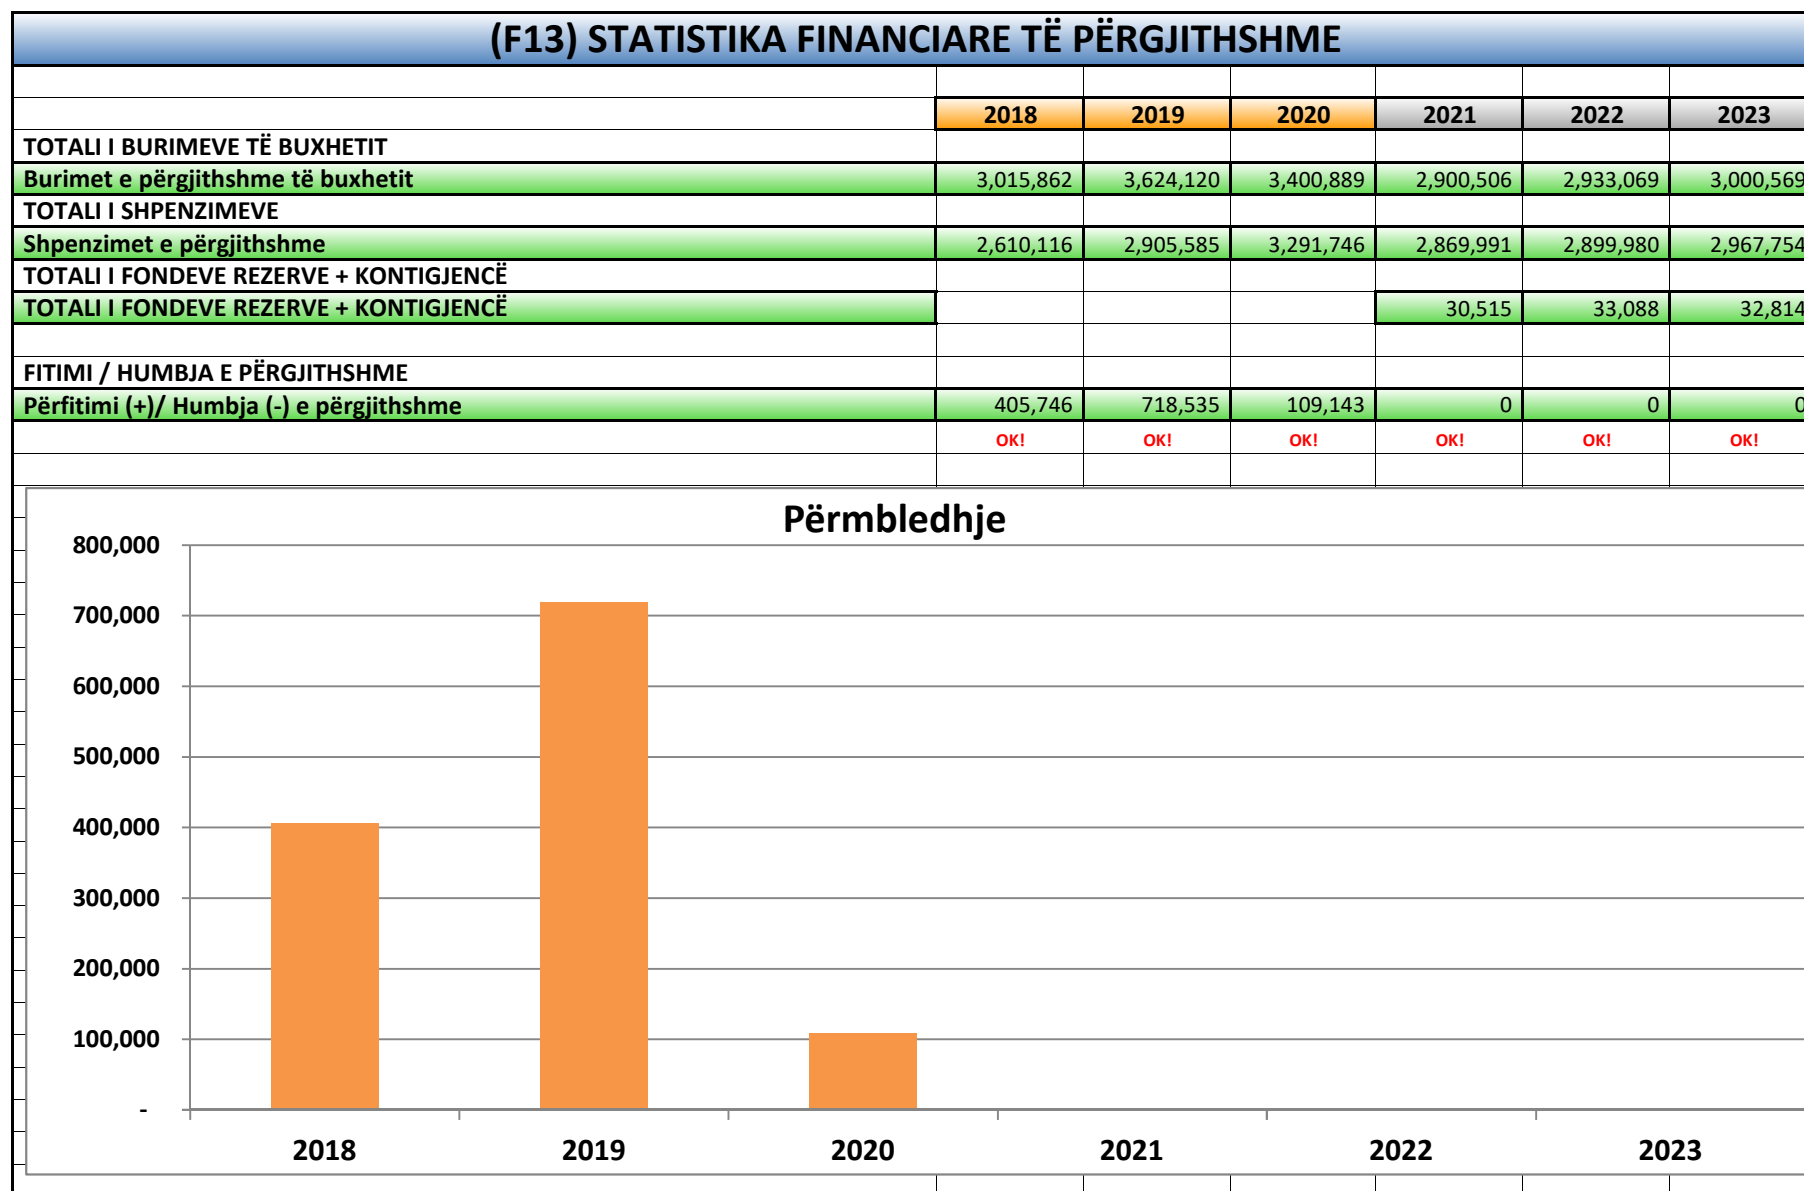 (F13) STATISTIKA FINANCIARE TË PËRGJITHSHME
2018 2019 2020 2021 2022 2023
TOTALI I BURIMEVE TË BUXHETIT
Burimet e përgjithshme të buxhetit 3,015,862 3,624,120 3,400,889 2,900,506 2,933,069 3,000,569
TOTALI I SHPENZIMEVE
Shpenzimet e përgjithshme 2,610,116 2,905,585 3,291,746 2,869,991 2,899,980 2,967,754
TOTALI I FONDEVE REZERVE + KONTIGJENCË
TOTALI I FONDEVE REZERVE + KONTIGJENCË 30,515 33,088 32,814
FITIMI / HUMBJA E PËRGJITHSHME
Përfitimi (+)/ Humbja (-) e përgjithshme 405,746 718,535 109,143 0 0 0
OK! OK! OK! OK! OK! OK!
Përmbledhje
800,000
700,000
600,000
500,000
400,000
300,000
200,000
100,000
-
2018 2019 2020 2021 2022 2023